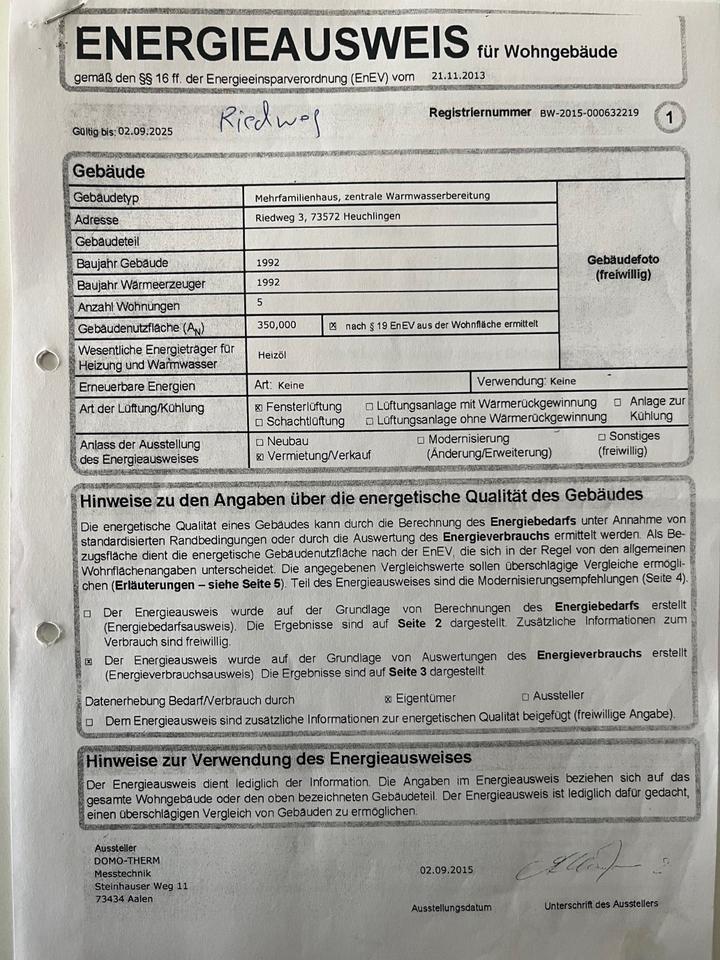 ENERGIEAUSWEIS für Wohngebäude
gemäß den §§ 16 ff. der Energieeinsparverordnung (EnEV) vom 21.11.2013
Gültig bis: 02.09.2025 Riedweg Registriernummer BW-2015-000632219 1
Gebäude
Gebäudetyp Mehrfamilienhaus, zentrale Warmwasserbereitung
Adresse Riedweg 3, 73572 Heuchlingen
Gebäudeteil
Baujahr Gebäude 1992
Baujahr Wärmeerzeuger 1992
Anzahl Wohnungen 5
Gebäudenutzfläche (AN) 350,000 ☒ nach § 19 EnEV aus der Wohnfläche ermittelt
Gebäudefoto
(freiwillig)
Wesentliche Energieträger für
Heizung und Warmwasser Heizöl
Erneuerbare Energien Art: Keine Verwendung: Keine
Art der Lüftung/Kühlung ☒ Fensterlüftung ☐ Lüftungsanlage mit Wärmerückgewinnung ☐ Anlage zur
☐ Schachtlüftung ☐ Lüftungsanlage ohne Wärmerückgewinnung Kühlung
Anlass der Ausstellung ☐ Neubau ☐ Modernisierung ☐ Sonstiges
des Energieausweises ☒ Vermietung/Verkauf (Änderung/Erweiterung) (freiwillig)
Hinweise zu den Angaben über die energetische Qualität des Gebäudes
Die energetische Qualität eines Gebäudes kann durch die Berechnung des Energiebedarfs unter Annahme von
standardisierten Randbedingungen oder durch die Auswertung des Energieverbrauchs ermittelt werden. Als Be-
zugsfläche dient die energetische Gebäudenutzfläche nach der EnEV, die sich in der Regel von den allgemeinen
Wohnflächenangaben unterscheidet. Die angegebenen Vergleichswerte sollen überschlägige Vergleiche ermögli-
chen (Erläuterungen – siehe Seite 5). Teil des Energieausweises sind die Modernisierungsempfehlungen (Seite 4).
☐ Der Energieausweis wurde auf der Grundlage von Berechnungen des Energiebedarfs erstellt
(Energiebedarfsausweis). Die Ergebnisse sind auf Seite 2 dargestellt. Zusätzliche Informationen zum
Verbrauch sind freiwillig.
☒ Der Energieausweis wurde auf der Grundlage von Auswertungen des Energieverbrauchs erstellt
(Energieverbrauchsausweis). Die Ergebnisse sind auf Seite 3 dargestellt.
Datenerhebung Bedarf/Verbrauch durch ☒ Eigentümer ☐ Aussteller
☐ Dem Energieausweis sind zusätzliche Informationen zur energetischen Qualität beigefügt (freiwillige Angabe).
Hinweise zur Verwendung des Energieausweises
Der Energieausweis dient lediglich der Information. Die Angaben im Energieausweis beziehen sich auf das
gesamte Wohngebäude oder den oben bezeichneten Gebäudeteil. Der Energieausweis ist lediglich dafür gedacht,
einen überschlägigen Vergleich von Gebäuden zu ermöglichen.
Aussteller
DOMO-THERM
Messtechnik
Steinhauser Weg 11
73434 Aalen
02.09.2015
Ausstellungsdatum Unterschrift des Ausstellers